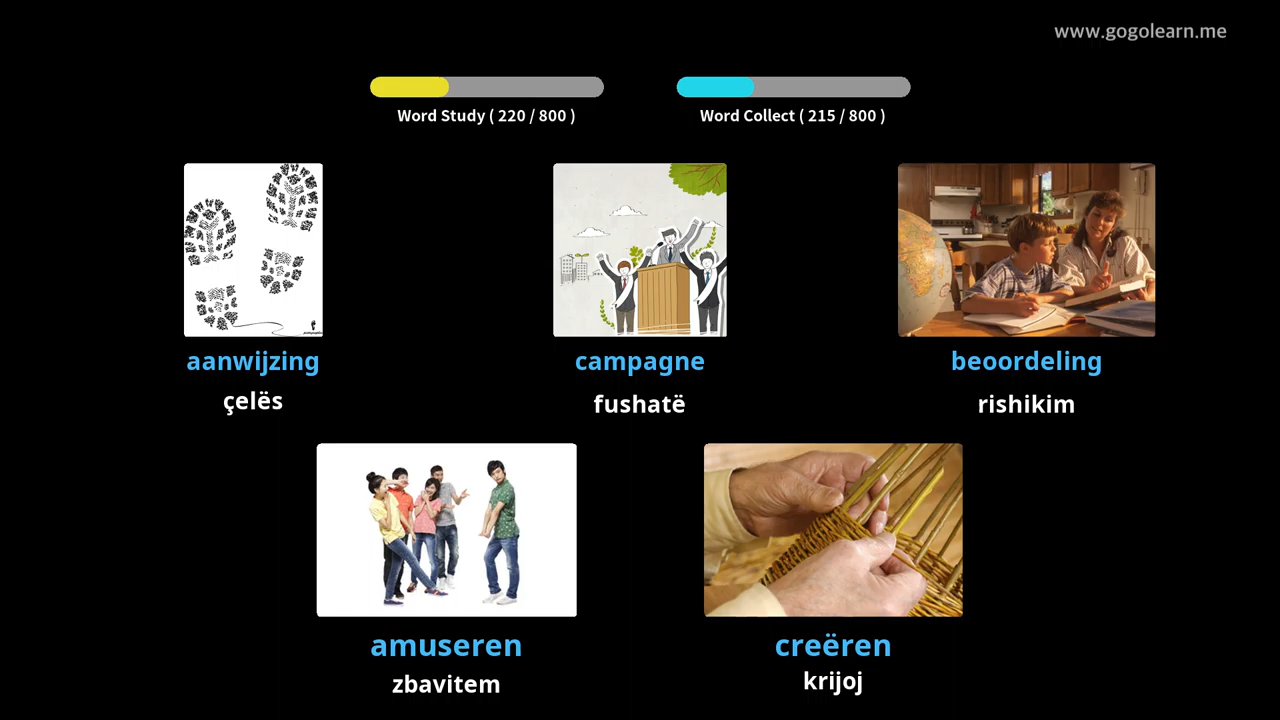 www.gogolearn.me
Word Study ( 220 / 800 )
Word Collect ( 215 / 800 )
aanwijzing
çelës
campagne
fushatë
beoordeling
rishikim
amuseren
zbavitem
creëren
krijoj